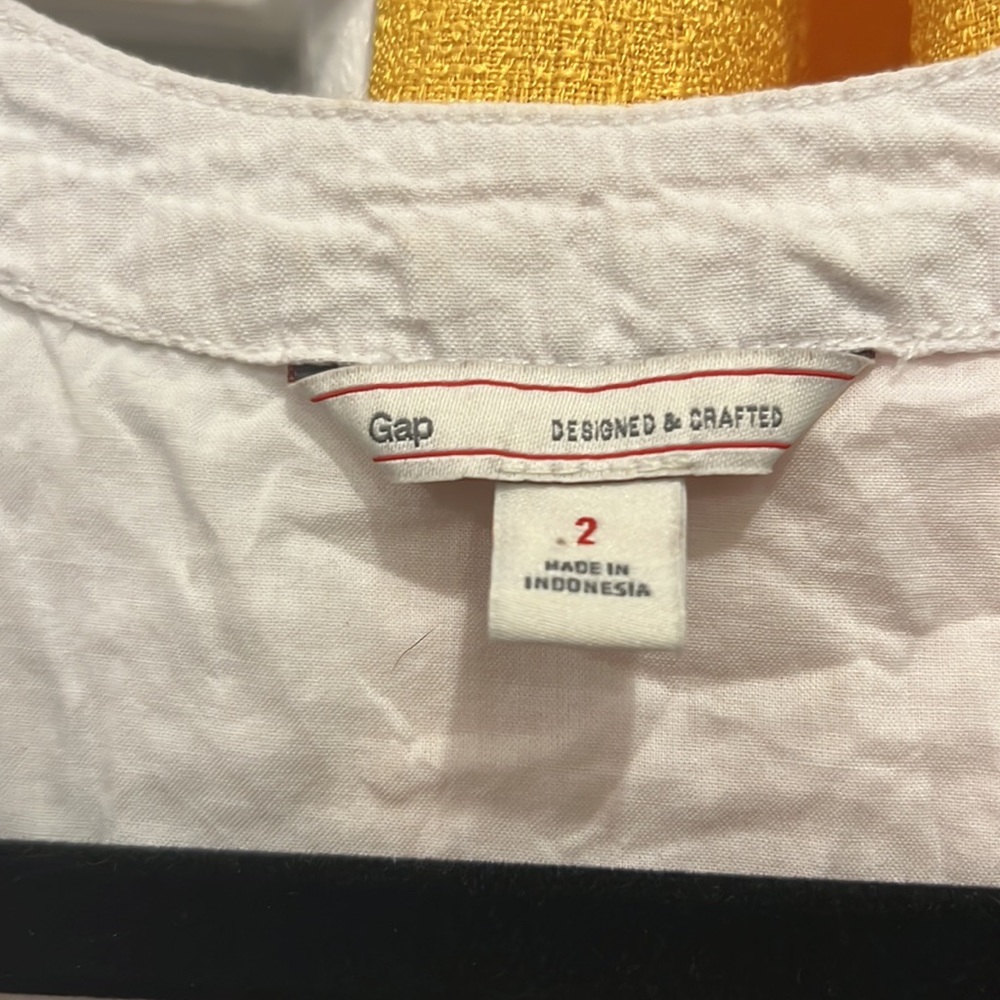 Gap DESIGNED & CRAFTED
2
MADE IN
INDONESIA